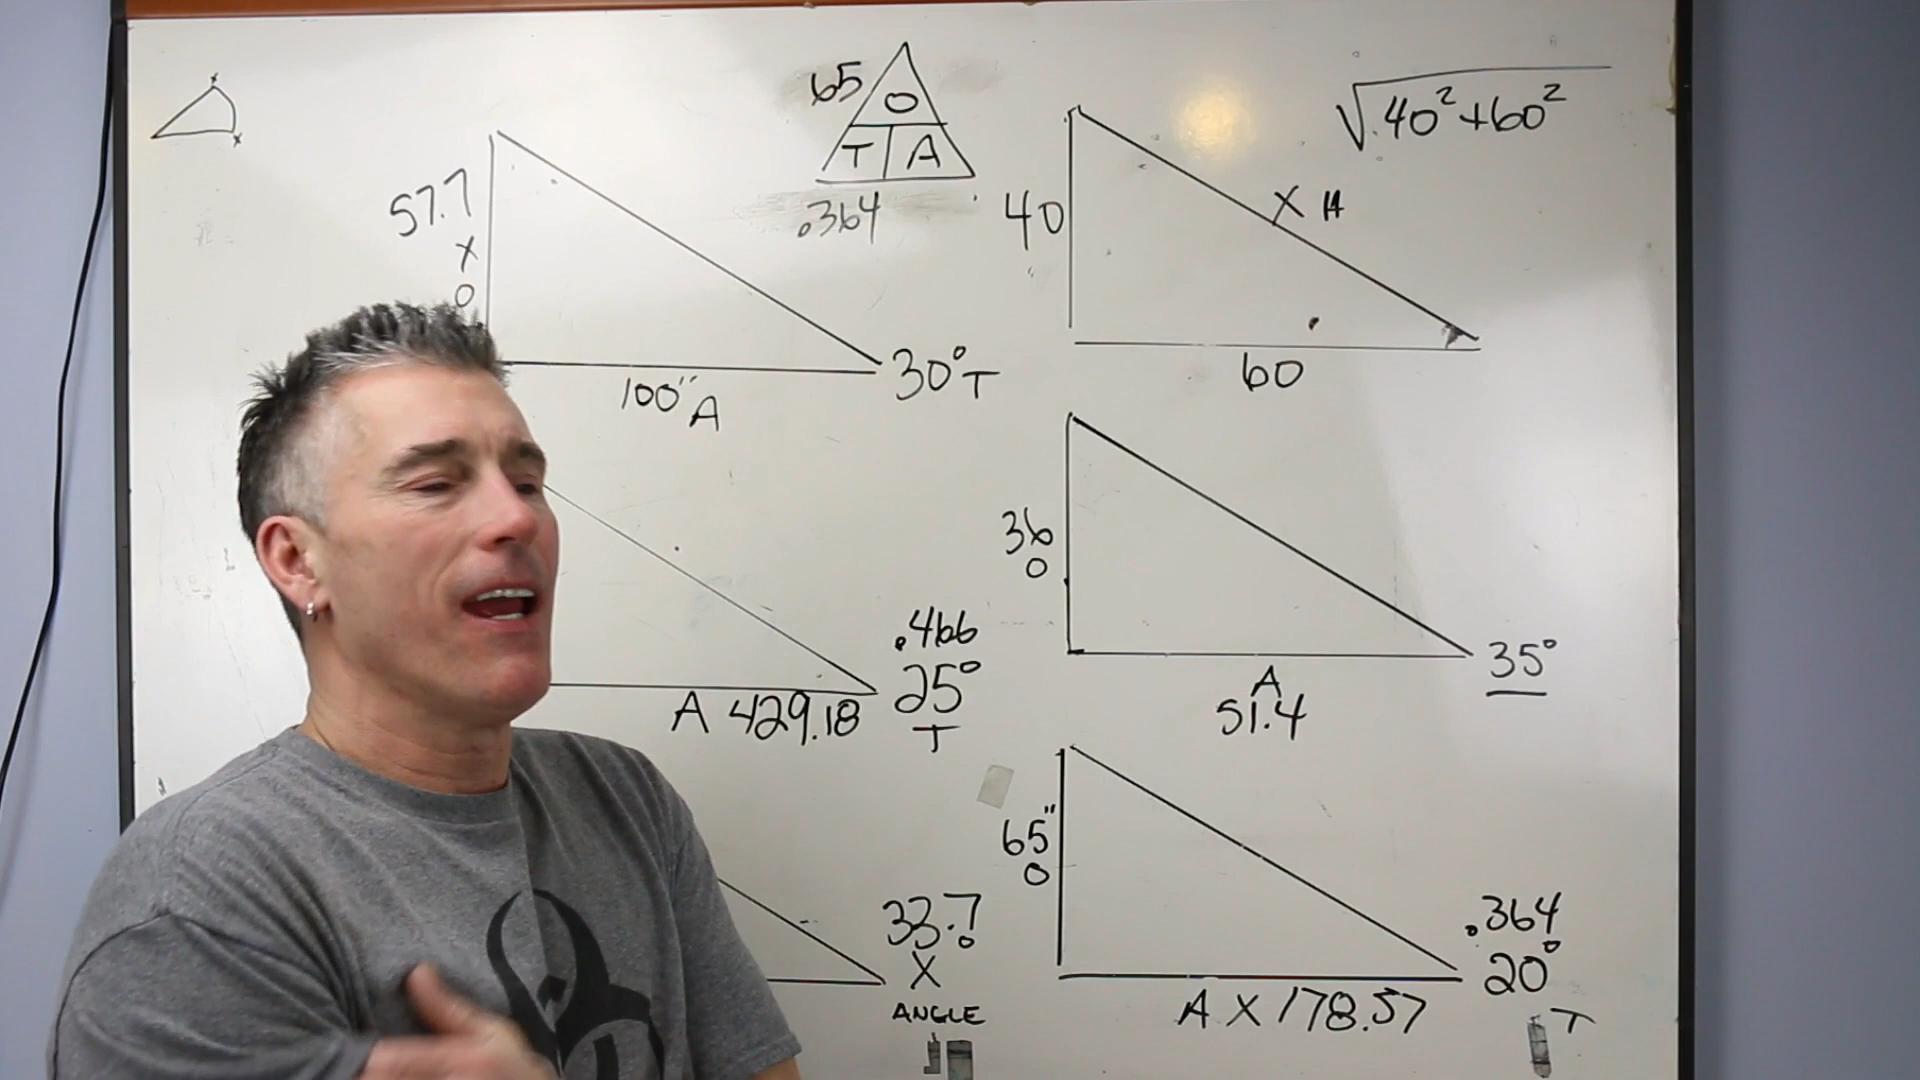 65
O
T A
.364
57.7
X
O
100" A
30° T
40
X H
60
√40²+60²
.466
25°
T
A 429.18
36
O
A
51.4
35°
33.7°
X
ANGLE
65"
O
.364
20°
T
A X 178.57